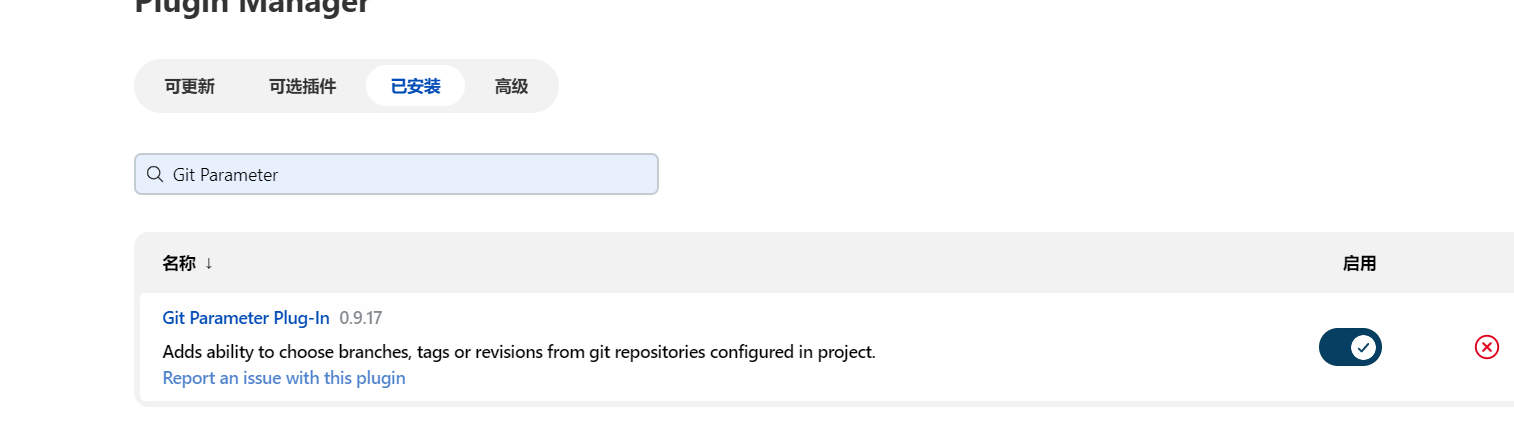 Plugin Manager
可更新 可选插件 已安装 高级
Git Parameter
名称 ↓ 启用
Git Parameter Plug-In 0.9.17
Adds ability to choose branches, tags or revisions from git repositories configured in project.
Report an issue with this plugin